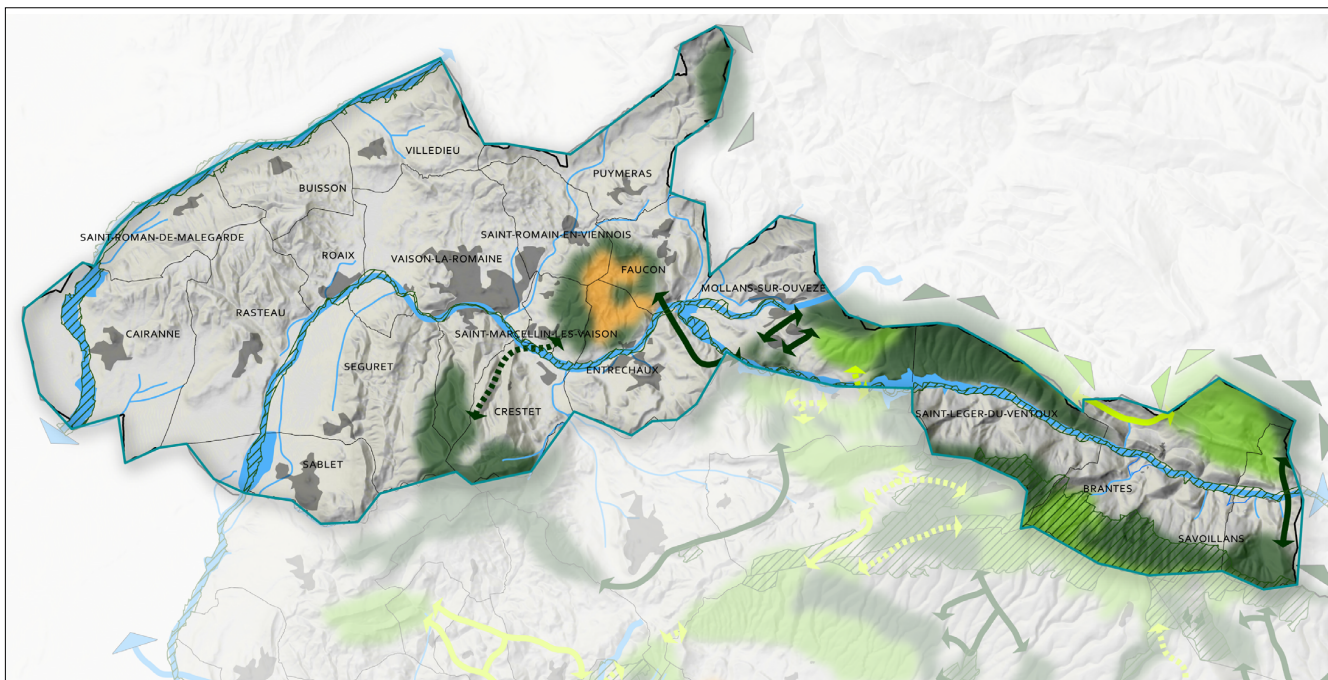 VILLEDIEU
PUYMERAS
BUISSON
SAINT-ROMAN-DE-MALEGARDE
SAINT-ROMAIN-EN-VIENNOIS
ROAIX
VAISON-LA-ROMAINE
FAUCON
MOLLANS-SUR-OUVEZE
RASTEAU
CAIRANNE
SAINT-MARCELLIN-LES-VAISON
SEGURET
ENTRECHAUX
CRESTET
SAINT-LEGER-DU-VENTOUX
SABLET
BRANTES
SAVOILLANS